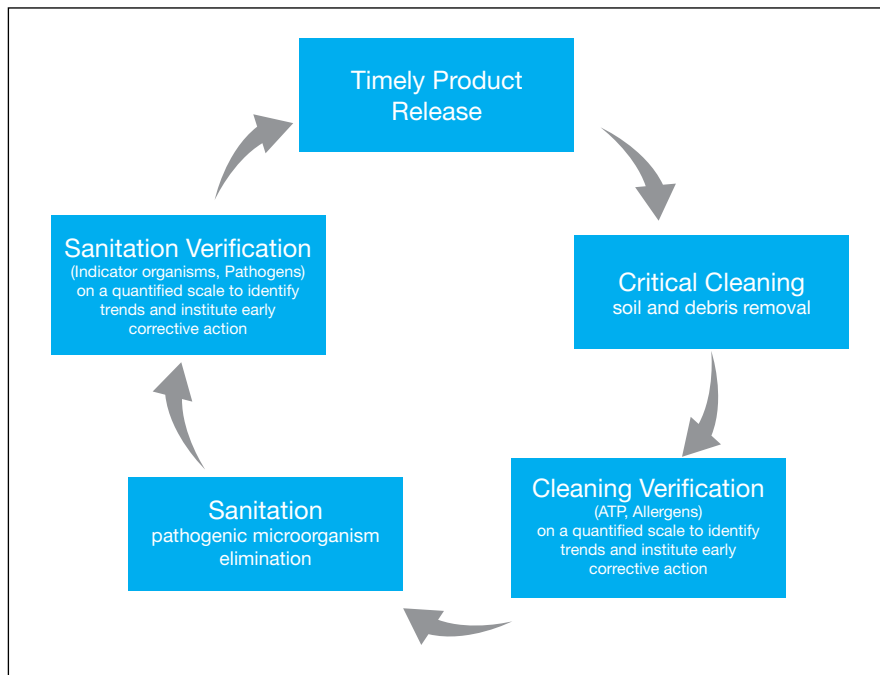 Timely Product
Release
Critical Cleaning
soil and debris removal
Cleaning Verification
(ATP, Allergens)
on a quantified scale to identify
trends and institute early
corrective action
Sanitation
pathogenic microorganism
elimination
Sanitation Verification
(Indicator organisms, Pathogens)
on a quantified scale to identify
trends and institute early
corrective action